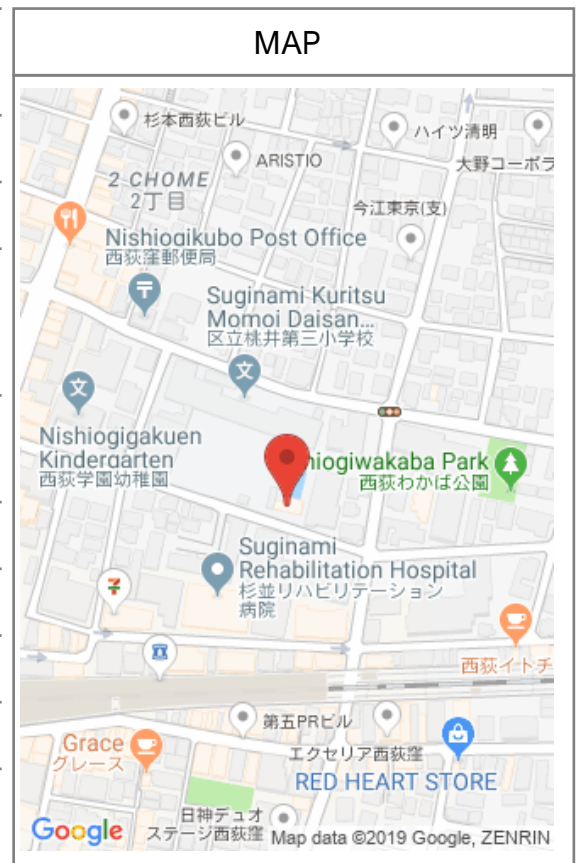 MAP
杉本西荻ビル
ハイツ清明
ARISTIO
大野コーポラ
2 CHOME
2丁目
今江東京(支)
Nishiogikubo Post Office
西荻窪郵便局
Suginami Kuritsu
Momoi Daisan...
区立桃井第三小学校
Nishiogigakuen
Kindergarten
西荻学園幼稚園
hiogiwakaba Park
西荻わかば公園
Suginami
Rehabilitation Hospital
杉並リハビリテーション
病院
西荻イトチ
第五PRビル
Grace
グレース
エクセリア西荻窪
RED HEART STORE
日神デュオ
ステージ西荻窪
Google
Map data ©2019 Google, ZENRIN